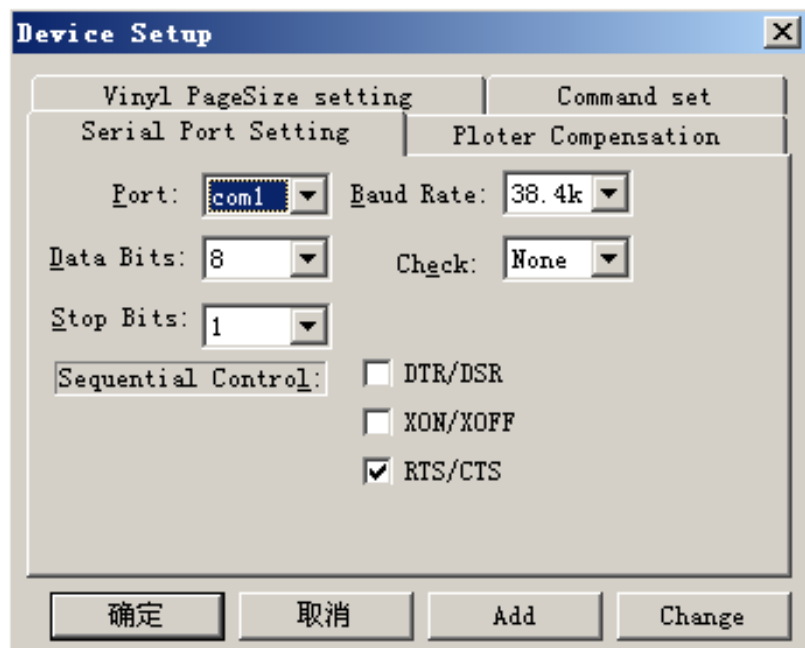 Device Setup
Vinyl PageSize setting Command set
Serial Port Setting Ploter Compensation
Port: com1 Baud Rate: 38.4k
Data Bits: 8 Check: None
Stop Bits: 1
Sequential Control: DTR/DSR
XON/XOFF
RTS/CTS
确定 取消 Add Change